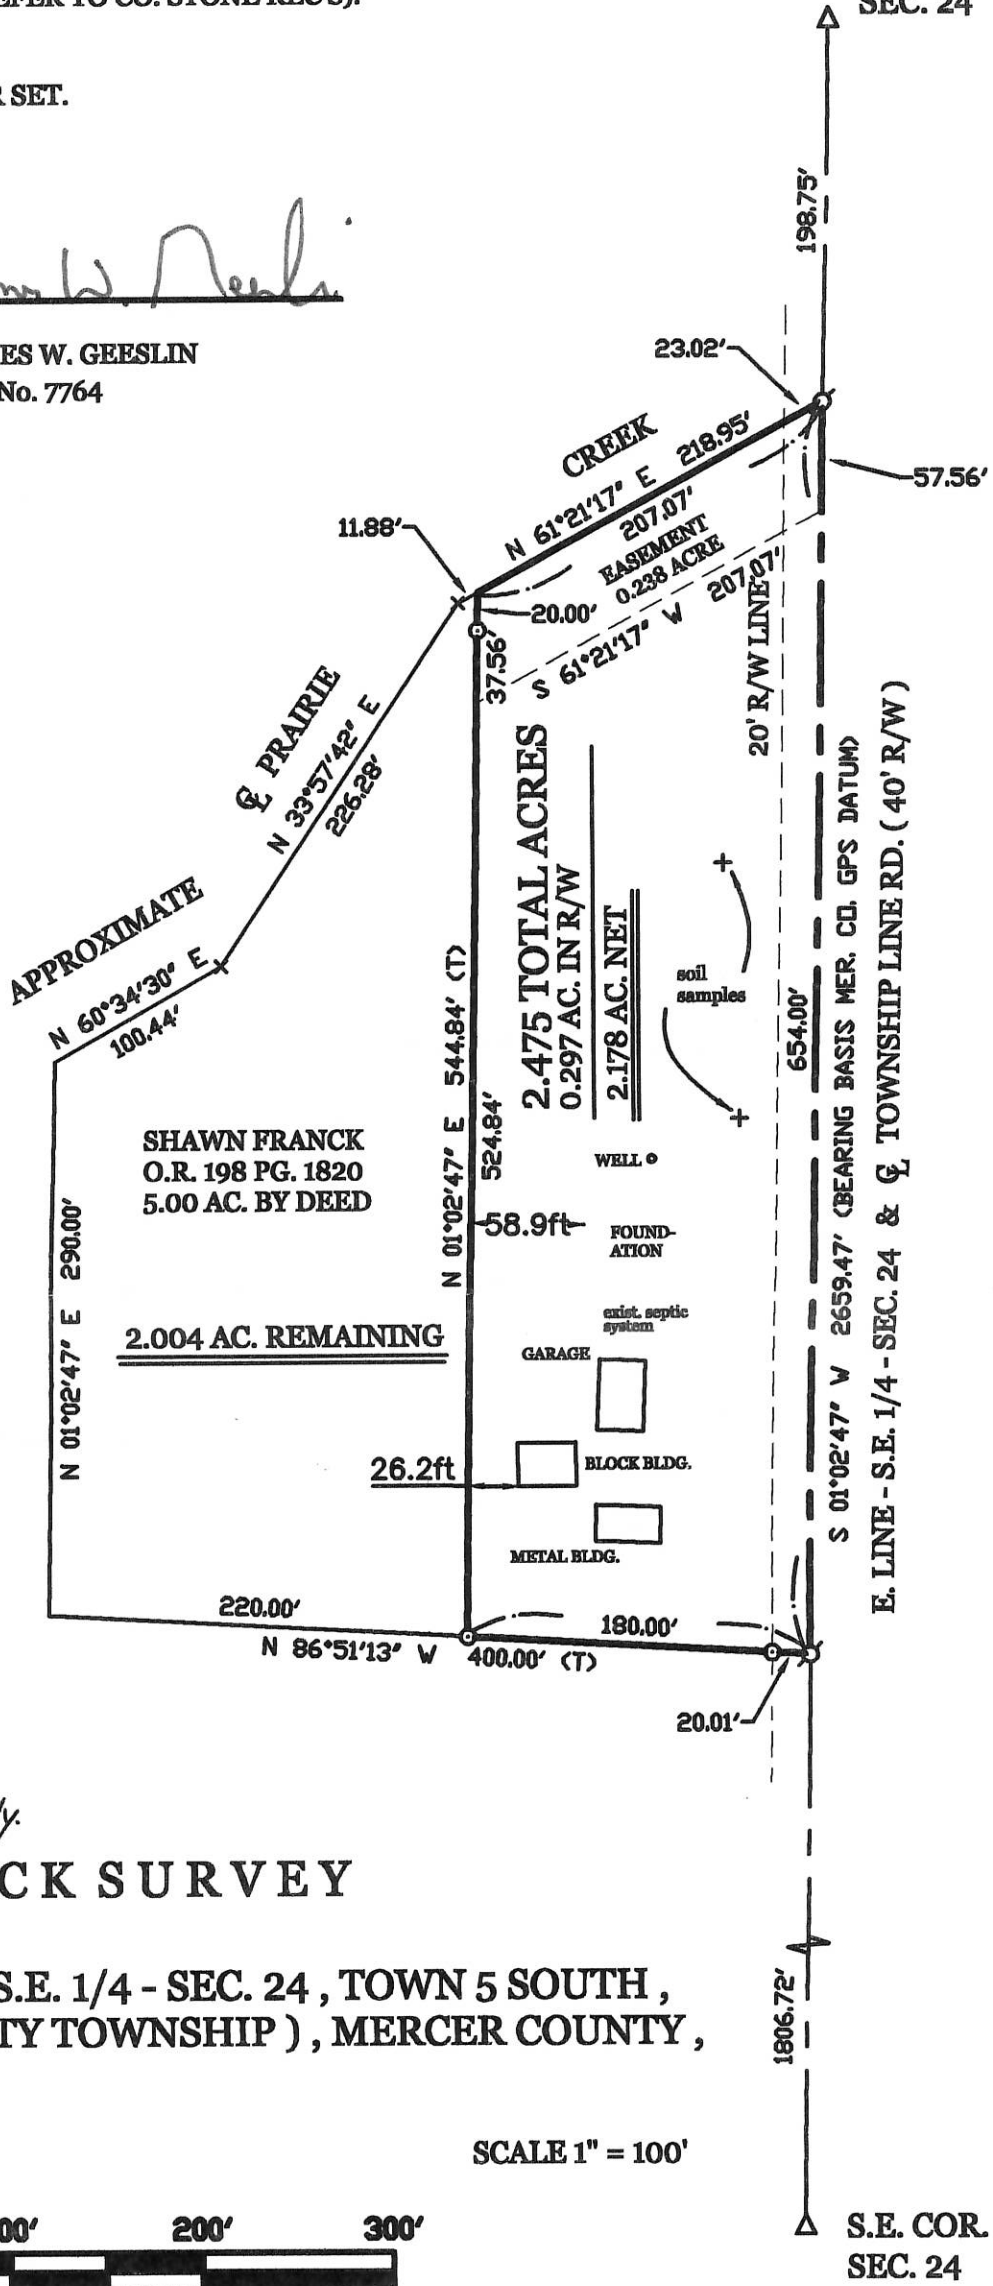 SEC. 24
R SET.
198.75'
W.
ES W. GEESLIN
No. 7764
23.02'
CREEK
N 61°21'17" E 218.95'
57.56'
207.07'
EASEMENT
0.238 ACRE
11.88'
20.00'
S 61°21'17" W 207.07'
37.56'
20' R/W LINE
APPROXIMATE
℄ PRAIRIE
N 33°57'42" E
226.28'
N 60°34'30" E
100.44'
2.475 TOTAL ACRES
0.297 AC. IN R/W
2.178 AC. NET
soil
samples
N 01°02'47" E 544.84' (T)
524.84'
654.00'
S 01°02'47" W 2659.47' (BEARING BASIS MER. CO. GPS DATUM)
E. LINE - S.E. 1/4 - SEC. 24 & ℄ TOWNSHIP LINE RD. ( 40' R/W )
SHAWN FRANCK
O.R. 198 PG. 1820
5.00 AC. BY DEED
WELL
58.9ft
FOUND-
ATION
N 01°02'47" E 290.00'
2.004 AC. REMAINING
exist. septic
system
GARAGE
26.2ft
BLOCK BLDG.
METAL BLDG.
220.00'
180.00'
N 86°51'13" W 400.00' (T)
20.01'
y.
CK SURVEY
S.E. 1/4 - SEC. 24 , TOWN 5 SOUTH ,
TY TOWNSHIP ) , MERCER COUNTY ,
1806.72'
SCALE 1" = 100'
00' 200' 300'
S.E. COR.
SEC. 24